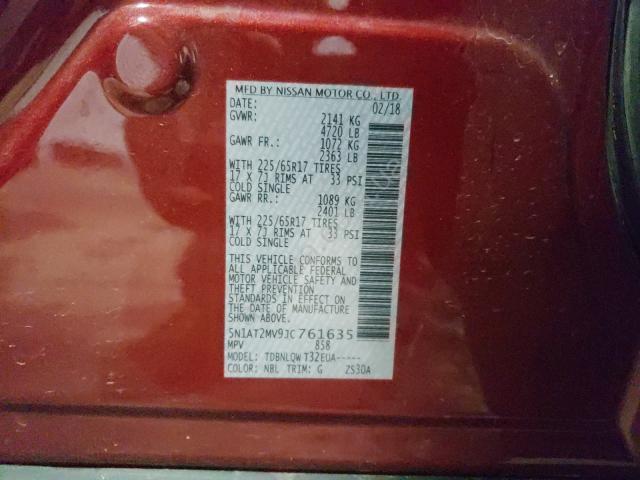 MFD BY NISSAN MOTOR CO., LTD.
DATE: 02/18
GVWR: 2141 KG
4720 LB
GAWR FR.: 1072 KG
2363 LB
WITH 225/65R17 TIRES
17 X 7J RIMS AT 33 PSI
COLD SINGLE
GAWR RR.: 1089 KG
2401 LB
WITH 225/65R17 TIRES
17 X 7J RIMS AT 33 PSI
COLD SINGLE
THIS VEHICLE CONFORMS TO
ALL APPLICABLE FEDERAL
MOTOR VEHICLE SAFETY AND
THEFT PREVENTION
STANDARDS IN EFFECT ON
THE DATE OF MANUFACTURE
SHOWN ABOVE.
5N1AT2MV9JC761635
MPV 858
MODEL: TDBNLQW T32EUA-----
COLOR: NBL TRIM: G ZS30A